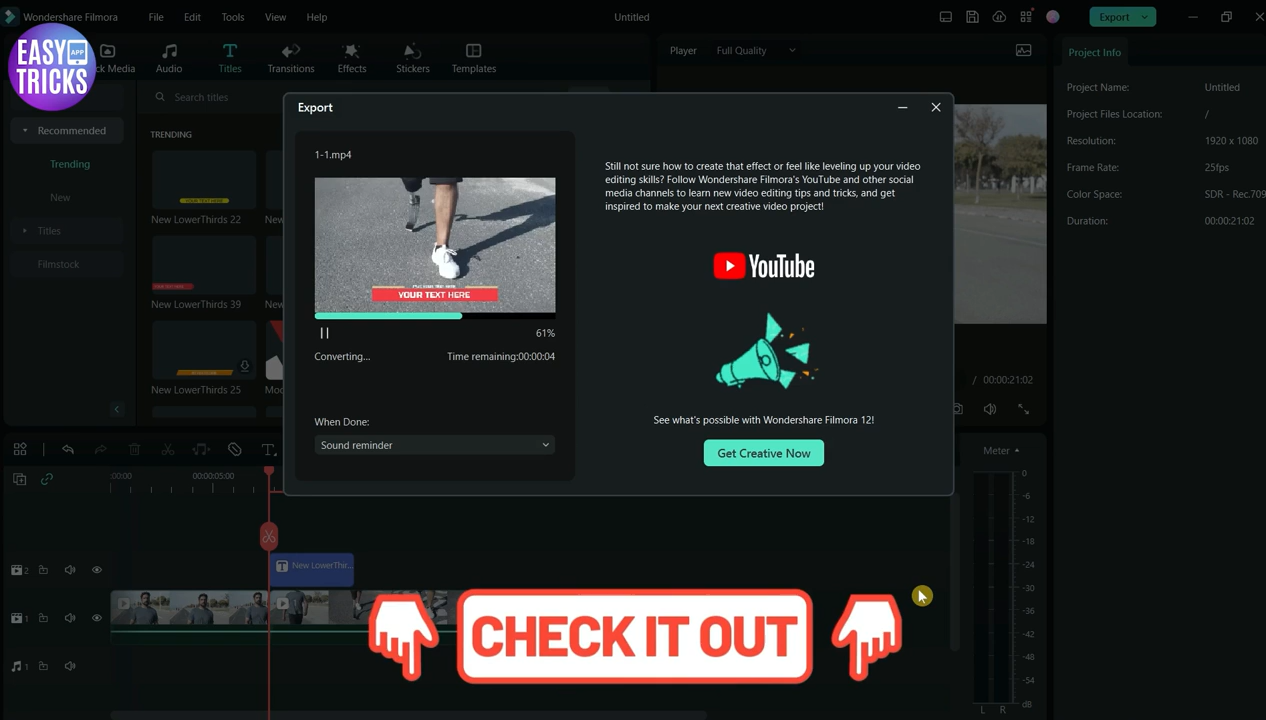 Wondershare Filmora
File
Edit
Tools
View
Help
Untitled
Export
EASY
APP
TRICKS
ck Media
Audio
Titles
Transitions
Effects
Stickers
Templates
Player
Full Quality
Project Info
Search titles
Recommended
Trending
New
Titles
Filmstock
TRENDING
New LowerThirds 22
New LowerThirds 39
New LowerThirds 25
Mo
Export
1-1.mp4
YOUR TEXT HERE
61%
Converting...
Time remaining:00:00:04
When Done:
Sound reminder
Still not sure how to create that effect or feel like leveling up your video
editing skills? Follow Wondershare Filmora's YouTube and other social
media channels to learn new video editing tips and tricks, and get
inspired to make your next creative video project!
YouTube
See what's possible with Wondershare Filmora 12!
Get Creative Now
Project Name:
Untitled
Project Files Location:
/
Resolution:
1920 x 1080
Frame Rate:
25fps
Color Space:
SDR - Rec.709
Duration:
00:00:21:02
/ 00:00:21:02
:00:00
00:00:05:00
Meter
0
-6
-12
-18
-24
-30
-36
-42
-48
-54
dB
L R
2
New LowerThir...
1
1
CHECK IT OUT